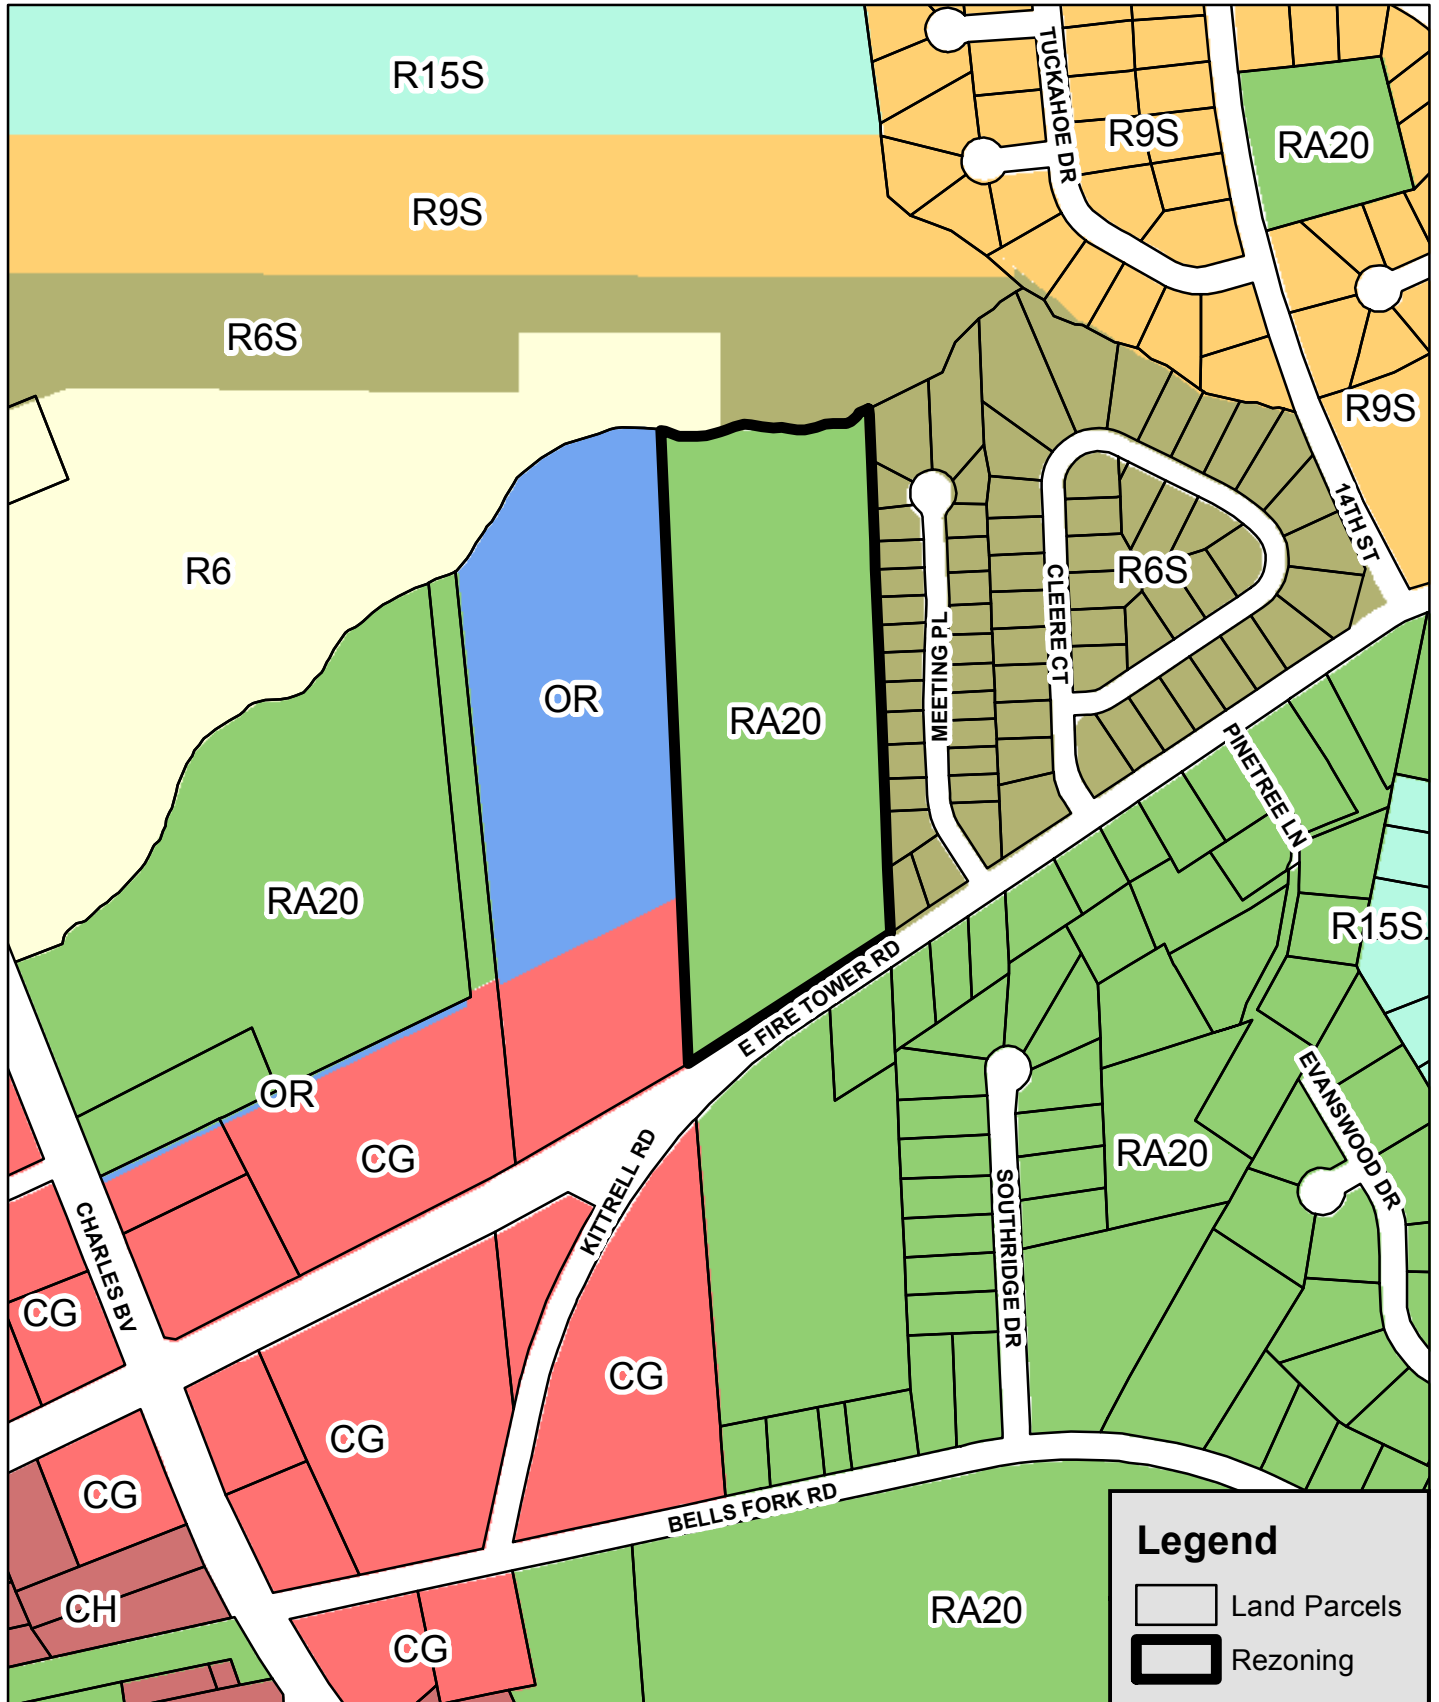 R15S
TUCKAHOE DR
R9S
RA20
R9S
R6S
R9S
14TH ST
R6
R6S
CLEERE CT
MEETING PL
OR
RA20
PINETREE LN
RA20
R15S
E FIRE TOWER RD
OR
EVANSWOOD DR
CG
KITTRELL RD
RA20
SOUTHRIDGE DR
CHARLES BV
CG
CG
CG
CG
BELLS FORK RD
CH
RA20
CG
Legend
Land Parcels
Rezoning